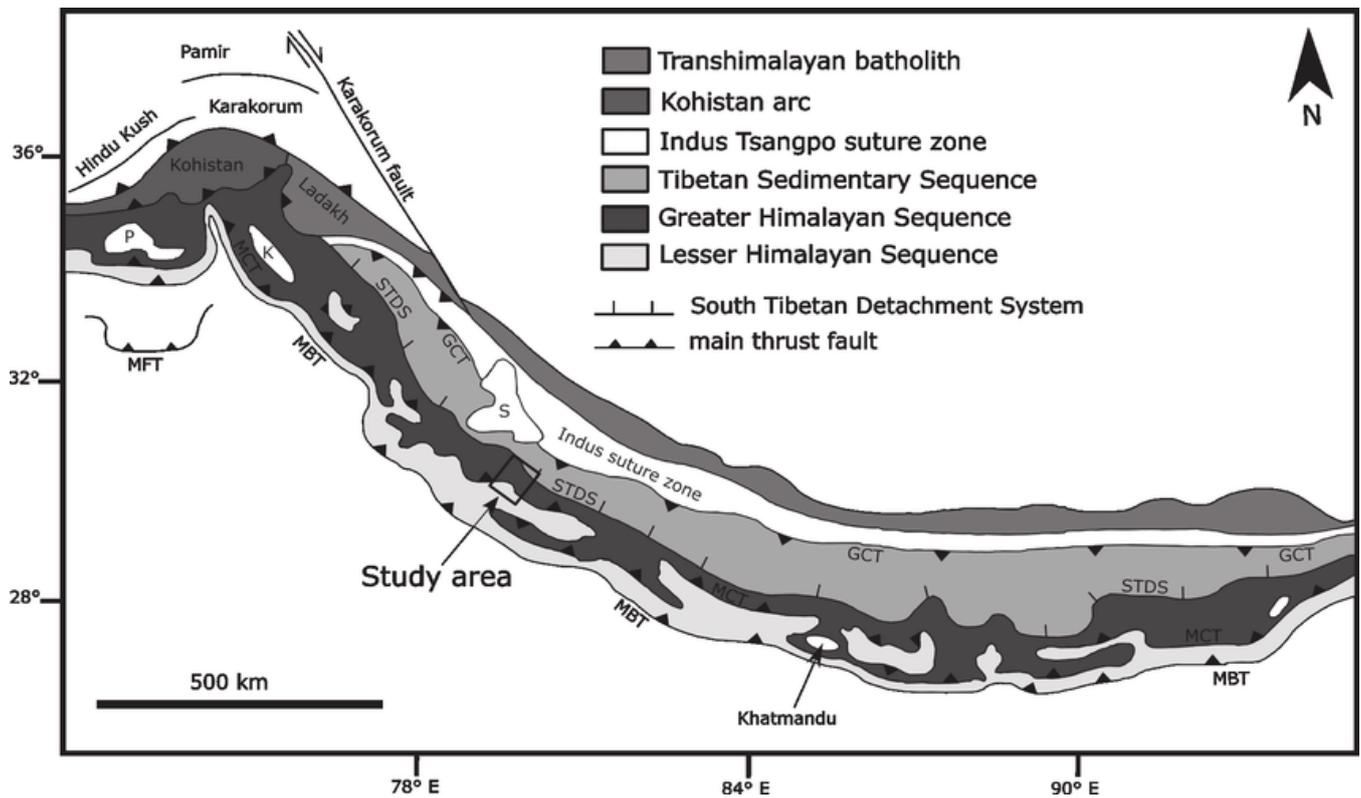 Pamir
Karakorum
Hindu Kush
Karakorum fault
Transhimalayan batholith
Kohistan arc
Indus Tsangpo suture zone
Tibetan Sedimentary Sequence
Greater Himalayan Sequence
Lesser Himalayan Sequence
South Tibetan Detachment System
main thrust fault
N
36°
Kohistan
Ladakh
P
K
MCT
STDS
GCT
MFT
MBT
32°
S
Indus suture zone
STDS
Study area
GCT
GCT
STDS
28°
MCT
MBT
MCT
MBT
500 km
Khatmandu
78° E
84° E
90° E